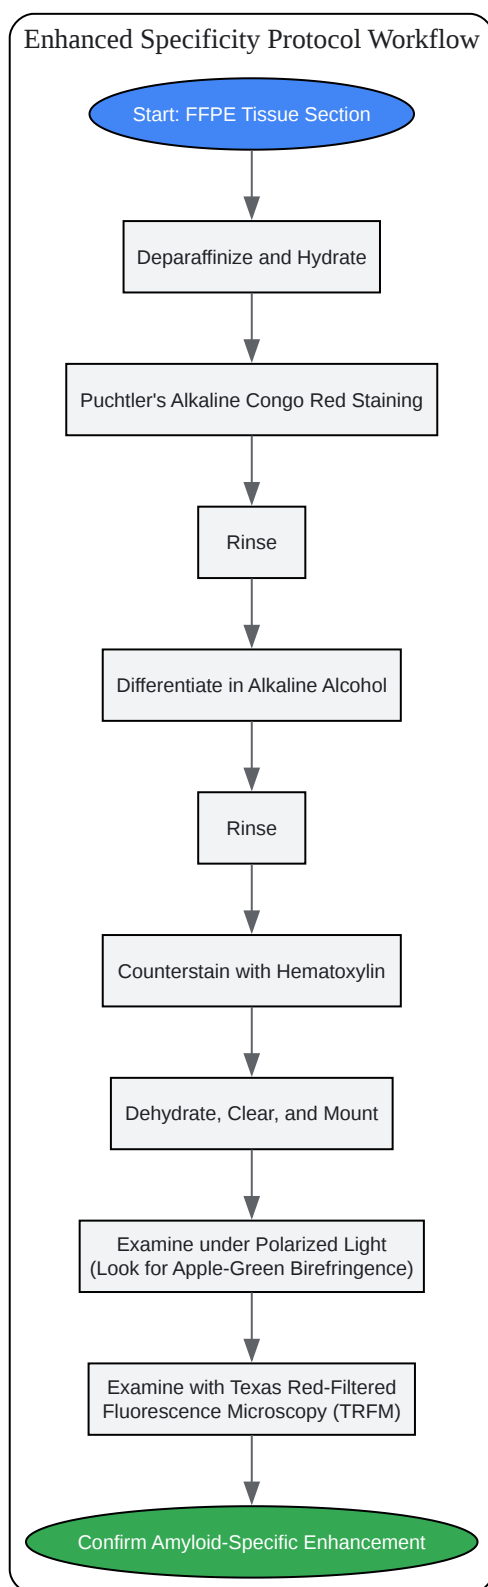 Enhanced Specificity Protocol Workflow
Start: FFPE Tissue Section
Deparaffinize and Hydrate
Puchtler's Alkaline Congo Red Staining
Rinse
Differentiate in Alkaline Alcohol
Rinse
Counterstain with Hematoxylin
Dehydrate, Clear, and Mount
Examine under Polarized Light
(Look for Apple-Green Birefringence)
Examine with Texas Red-Filtered
Fluorescence Microscopy (TRFM)
Confirm Amyloid-Specific Enhancement